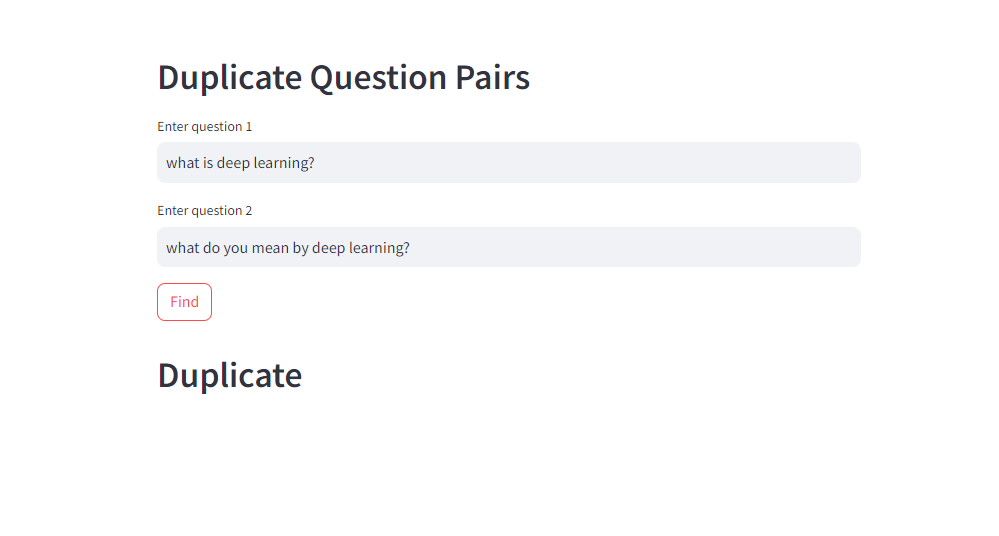 Duplicate Question Pairs
Enter question 1
what is deep learning?
Enter question 2
what do you mean by deep learning?
Find
Duplicate